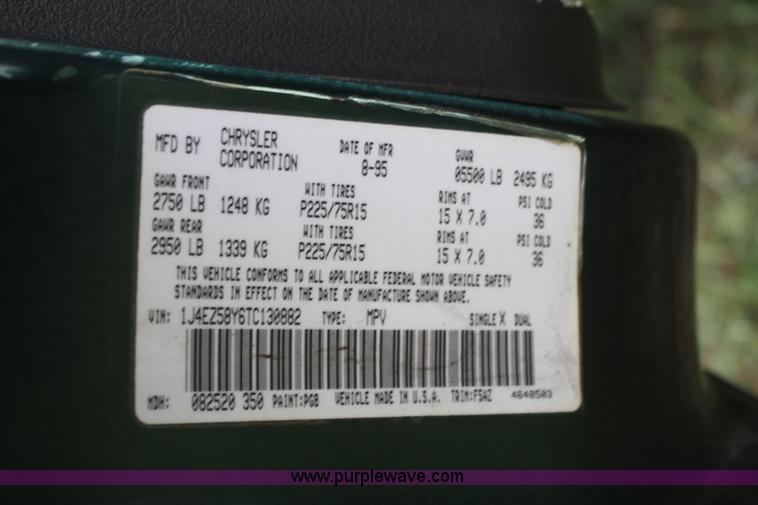 MFD BY CHRYSLER CORPORATION DATE OF MFR 8-95 GVWR 05500 LB 2495 KG
GAWR FRONT WITH TIRES RIMS AT PSI COLD
2750 LB 1248 KG P225/75R15 15 X 7.0 36
GAWR REAR WITH TIRES RIMS AT PSI COLD
2950 LB 1339 KG P225/75R15 15 X 7.0 36
THIS VEHICLE CONFORMS TO ALL APPLICABLE FEDERAL MOTOR VEHICLE SAFETY
STANDARDS IN EFFECT ON THE DATE OF MANUFACTURE SHOWN ABOVE.
VIN: 1J4EZ58Y6TC130882 TYPE: MPV SINGLE X DUAL
MDH: 082520 350 PAINT:PGB VEHICLE MADE IN U.S.A. TRIM:F5AZ 4648503
www.purplewave.com